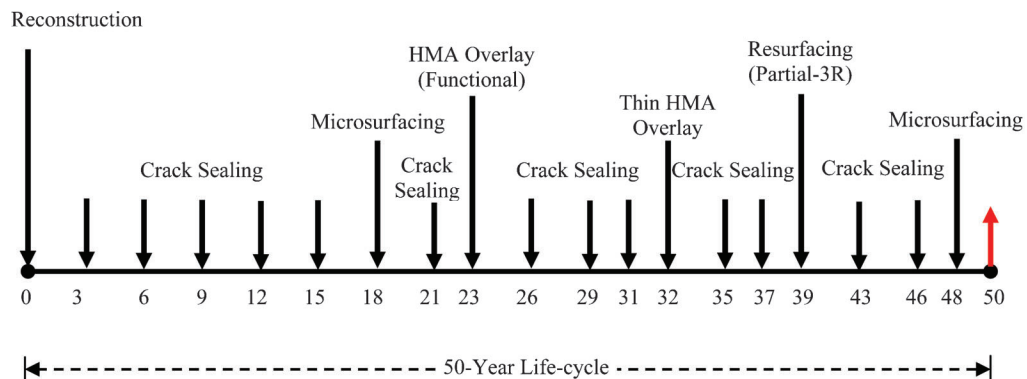 Reconstruction
HMA Overlay
(Functional)
Resurfacing
(Partial-3R)
Thin HMA
Overlay
Microsurfacing
Microsurfacing
Crack Sealing
Crack
Sealing
Crack Sealing
Crack Sealing
Crack Sealing
0 3 6 9 12 15 18 21 23 26 29 31 32 35 37 39 43 46 48 50
50-Year Life-cycle